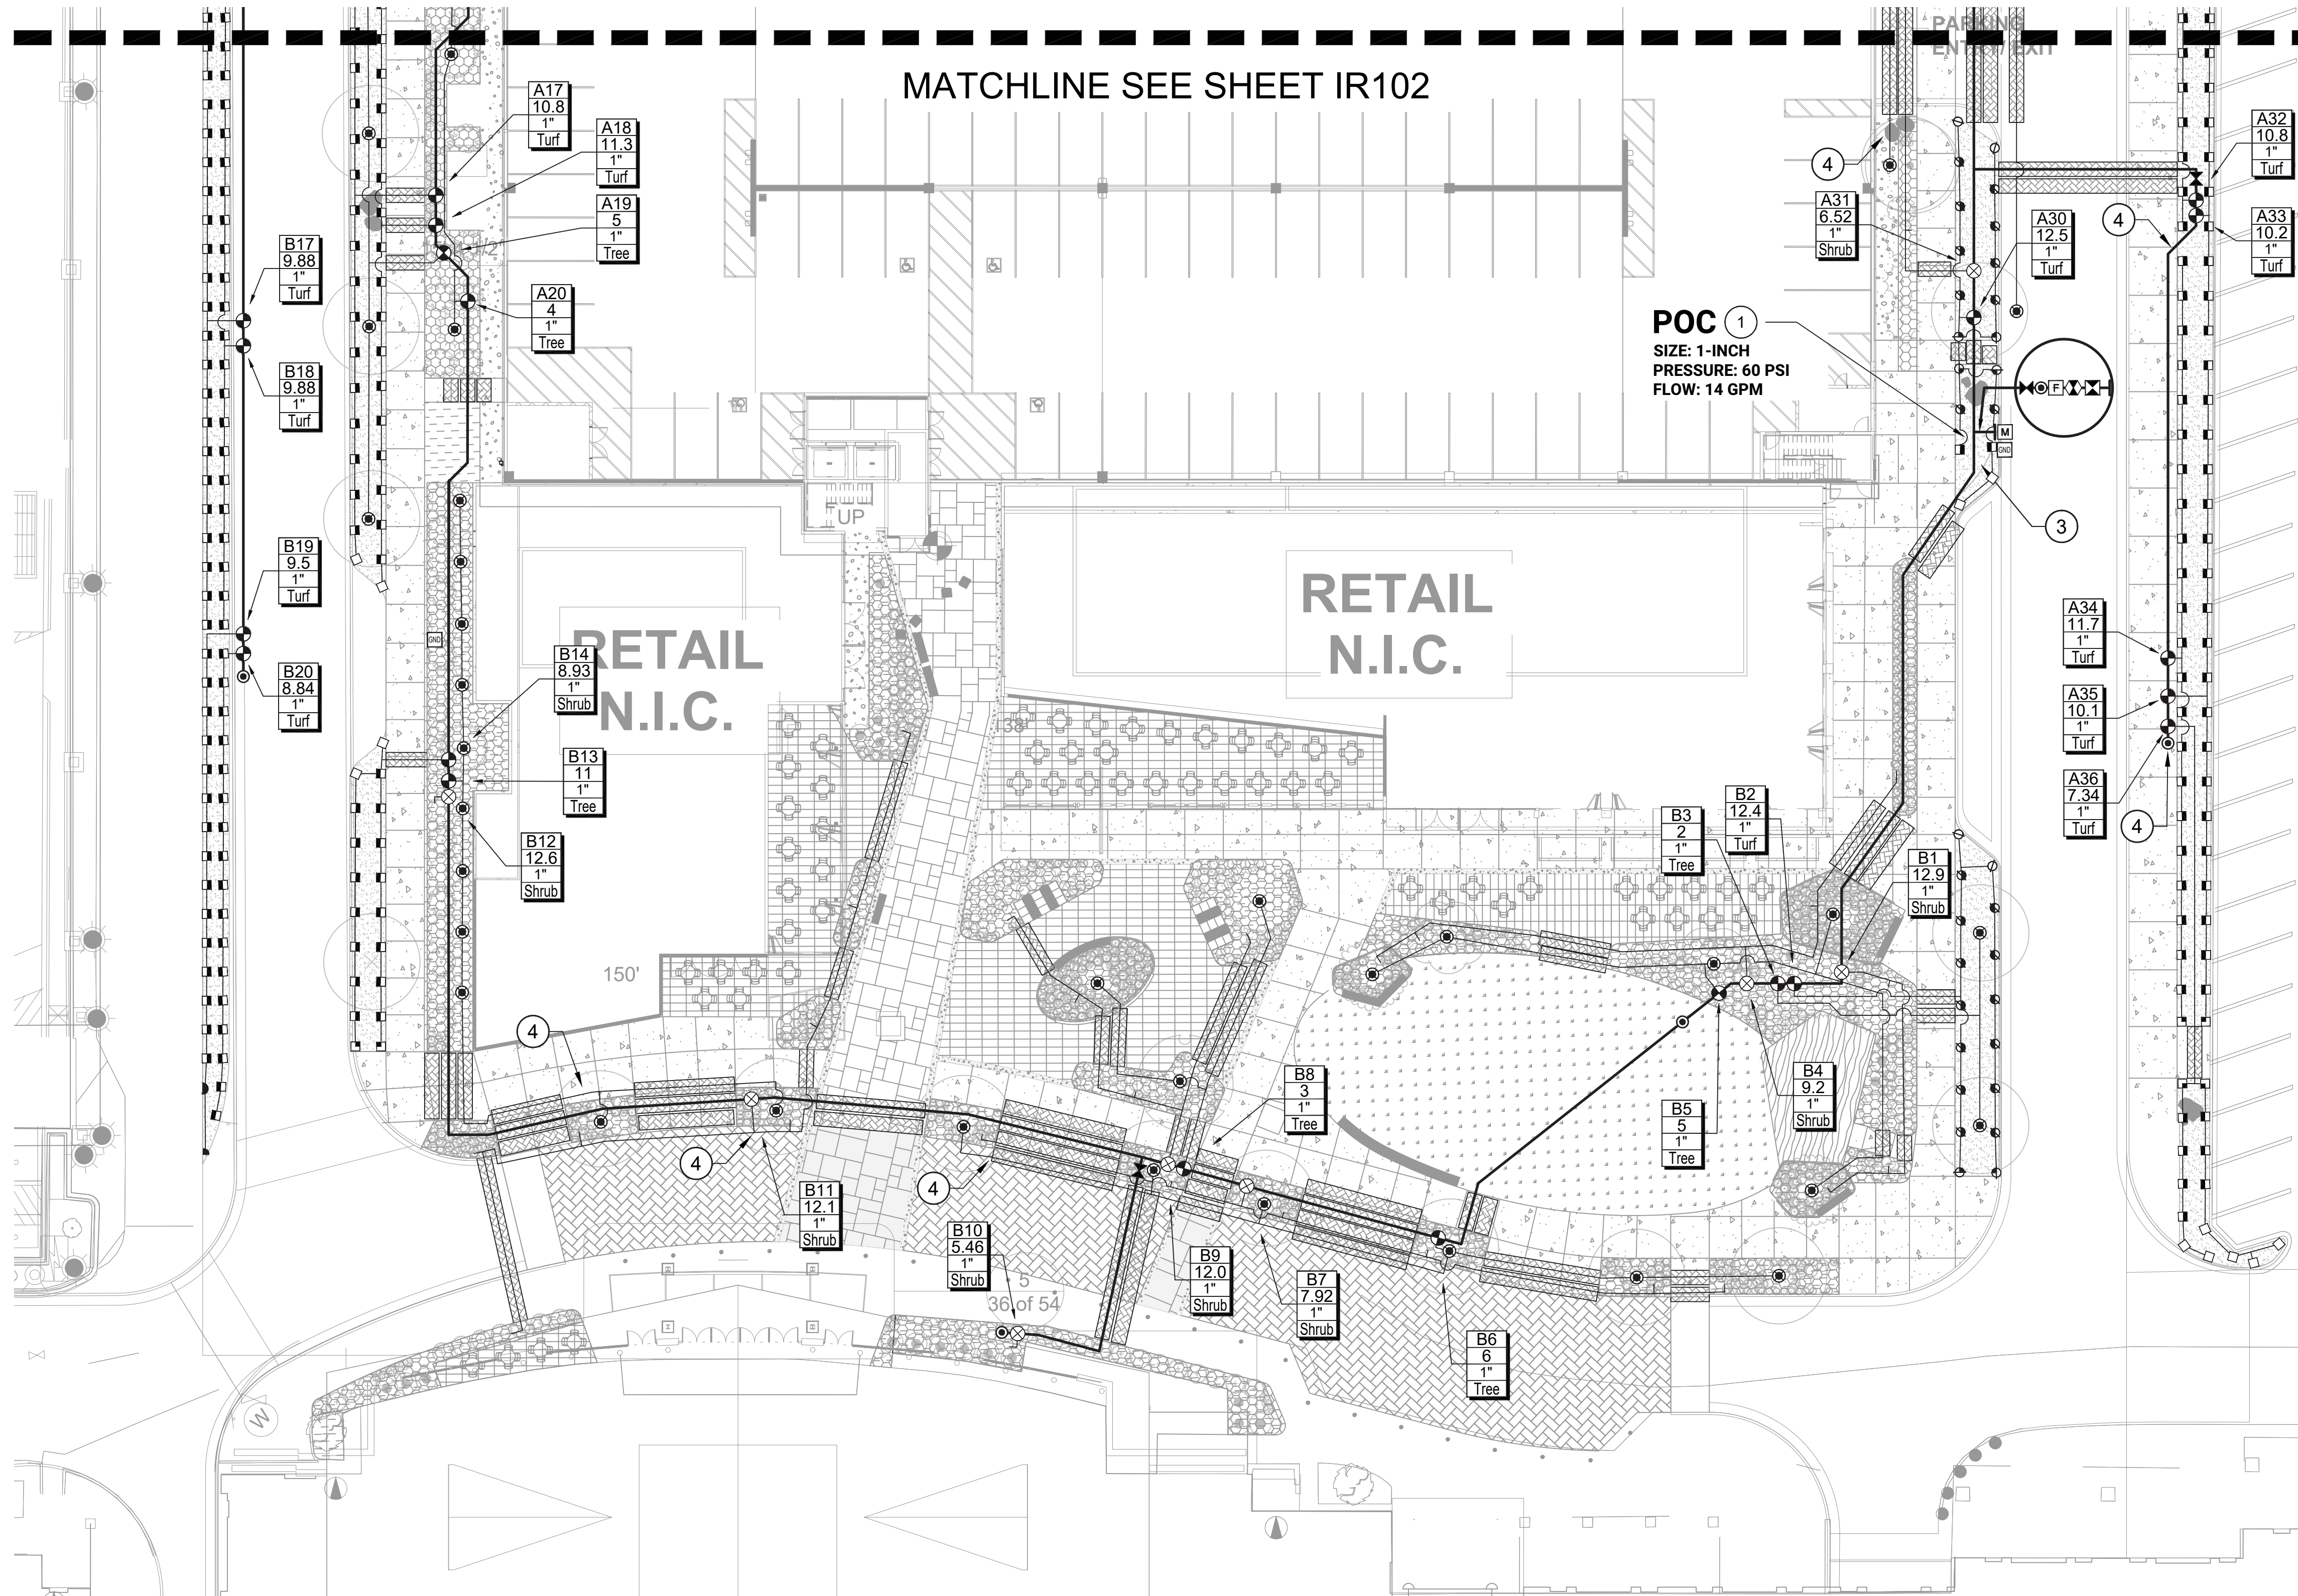 PARKING
ENTRY/EXIT
MATCHLINE SEE SHEET IR102
A17
10.8
1"
Turf
A18
11.3
1"
Turf
A19
5
1"
Tree
A20
4
1"
Tree
B17
9.88
1"
Turf
B18
9.88
1"
Turf
B19
9.5
1"
Turf
B20
8.84
1"
Turf
4
A31
6.52
1"
Shrub
A30
12.5
1"
Turf
4
A32
10.8
1"
Turf
A33
10.2
1"
Turf
POC 1
SIZE: 1-INCH
PRESSURE: 60 PSI
FLOW: 14 GPM
F
M
GND
3
UP
RETAIL
N.I.C.
RETAIL
N.I.C.
GND
B14
8.93
1"
Shrub
B13
11
1"
Tree
B12
12.6
1"
Shrub
38'
150'
A34
11.7
1"
Turf
A35
10.1
1"
Turf
A36
7.34
1"
Turf
4
B3
2
1"
Tree
B2
12.4
1"
Turf
B1
12.9
1"
Shrub
4
B8
3
1"
Tree
B5
5
1"
Tree
B4
9.2
1"
Shrub
4
4
B11
12.1
1"
Shrub
B10
5.46
1"
Shrub
B9
12.0
1"
Shrub
B7
7.92
1"
Shrub
B6
6
1"
Tree
5
36 of 54
W